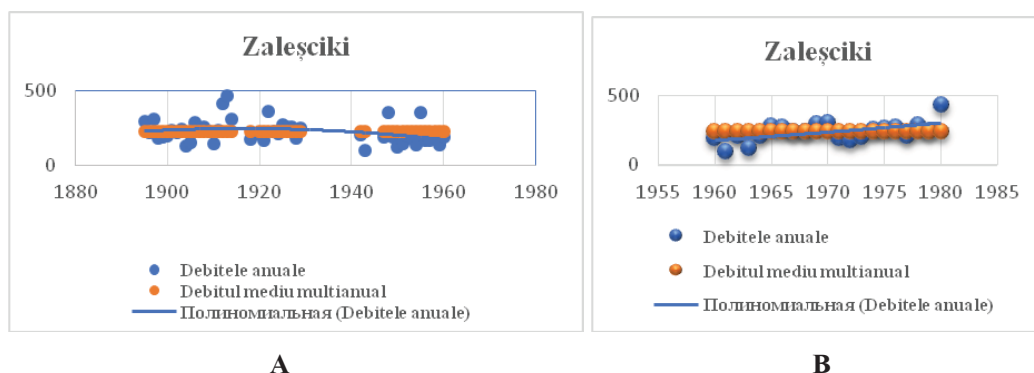 Zaleșciki
500
0
1880 1900 1920 1940 1960 1980
Debitele anuale
Debitul mediu multianual
Полиномиальная (Debitele anuale)
A
Zaleșciki
500
0
1955 1960 1965 1970 1975 1980 1985
Debitele anuale
Debitul mediu multianual
Полиномиальная (Debitele anuale)
B